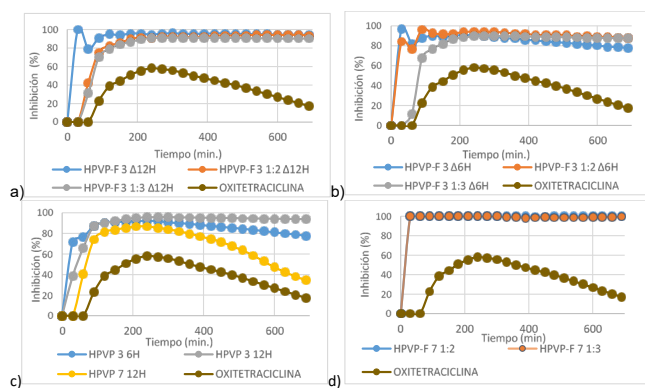 Inhibición (%)
100
80
60
40
20
0
0 200 400 600
Tiempo (min.)
HPVP-F 3 Δ12H HPVP-F3 1:2 Δ12H
HPVP-F 3 1:3 Δ12H OXITETRACICLINA
a)
Inhibición (%)
100
80
60
40
20
0
0 200 400 600
Tiempo (min.)
HPVP-F 3 Δ6H HPVP-F3 1:2 Δ6H
HPVP-F3 1:3 Δ6H OXITETRACICLINA
b)
Inhibición (%)
100
80
60
40
20
0
0 200 400 600
Tiempo (min.)
HPVP 3 6H HPVP 3 12H
HPVP 7 12H OXITETRACICLINA
c)
Inhibición (%)
100
80
60
40
20
0
0 200 400 600
Tiempo (min.)
HPVP-F 7 1:2 HPVP-F 7 1:3
OXITETRACICLINA
d)